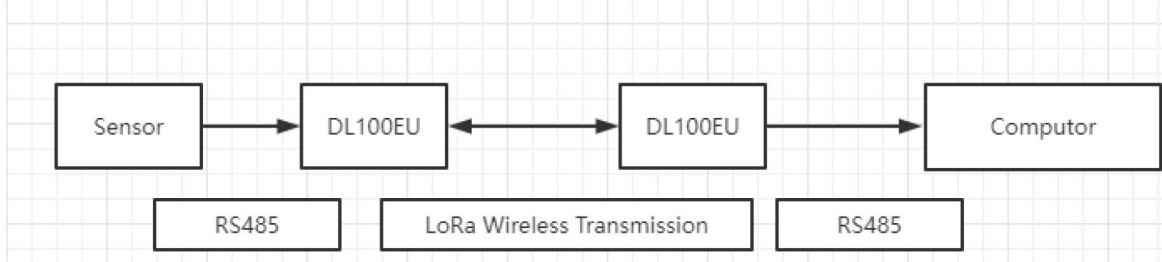 Sensor
DL100EU
DL100EU
Computor
RS485
LoRa Wireless Transmission
RS485